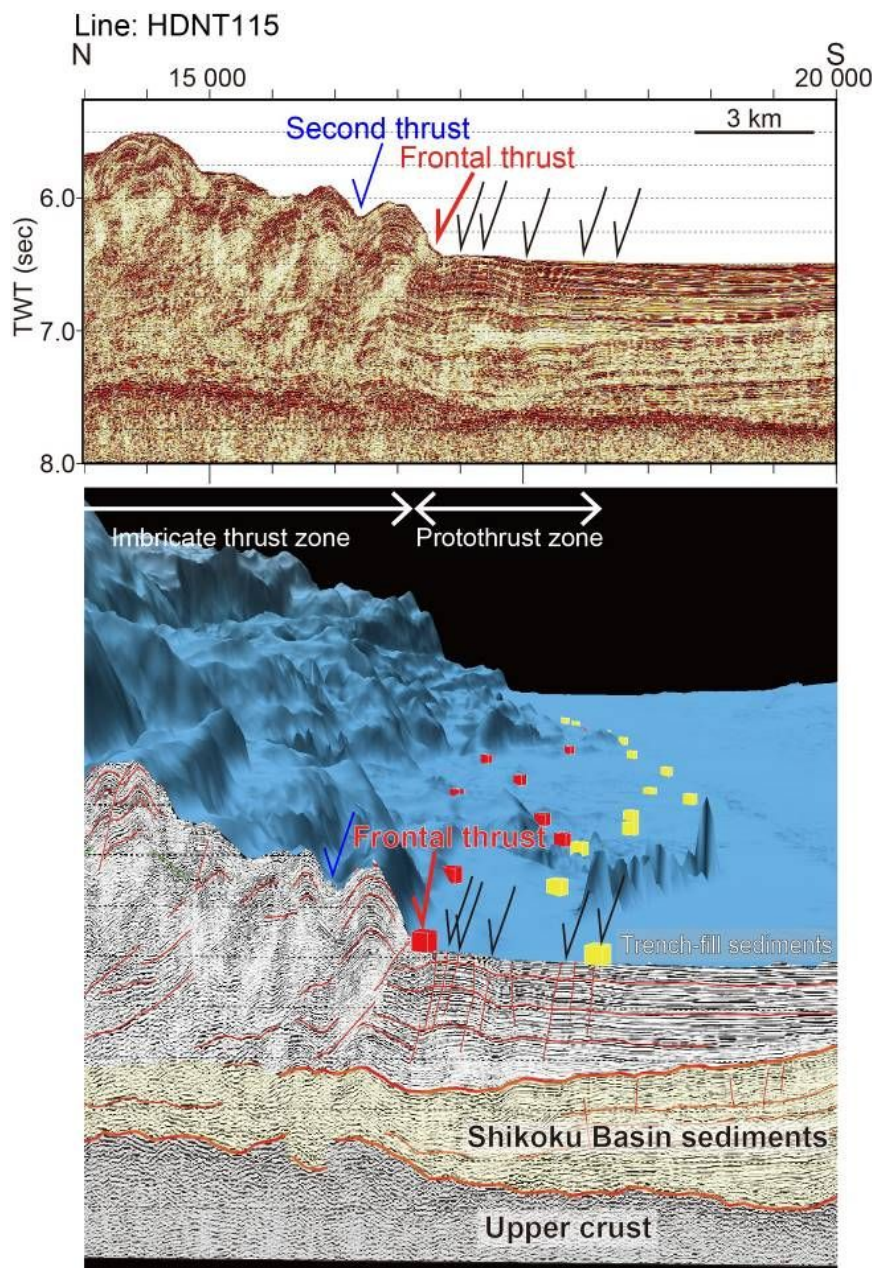 Line: HDNT115
N
S
15 000
20 000
3 km
Second thrust
Frontal thrust
6.0
TWT (sec)
7.0
8.0
Imbricate thrust zone
Protothrust zone
Frontal thrust
Trench-fill sediments
Shikoku Basin sediments
Upper crust